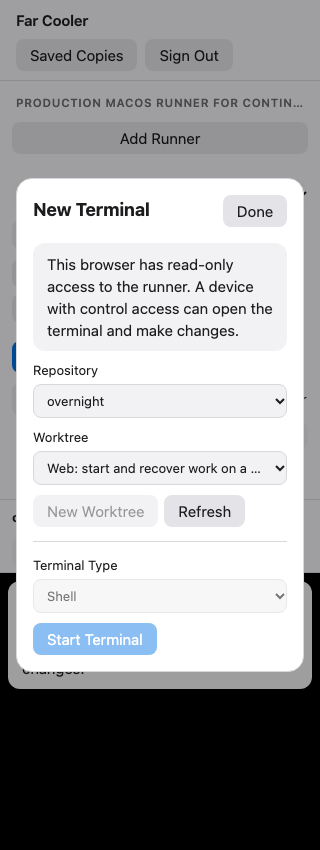 Far Cooler
Saved Copies
Sign Out
PRODUCTION MACOS RUNNER FOR CONTIN...
Add Runner
New Terminal
Done
This browser has read-only
access to the runner. A device
with control access can open the
terminal and make changes.
Repository
overnight
Worktree
Web: start and recover work on a ...
New Worktree
Refresh
Terminal Type
Shell
Start Terminal